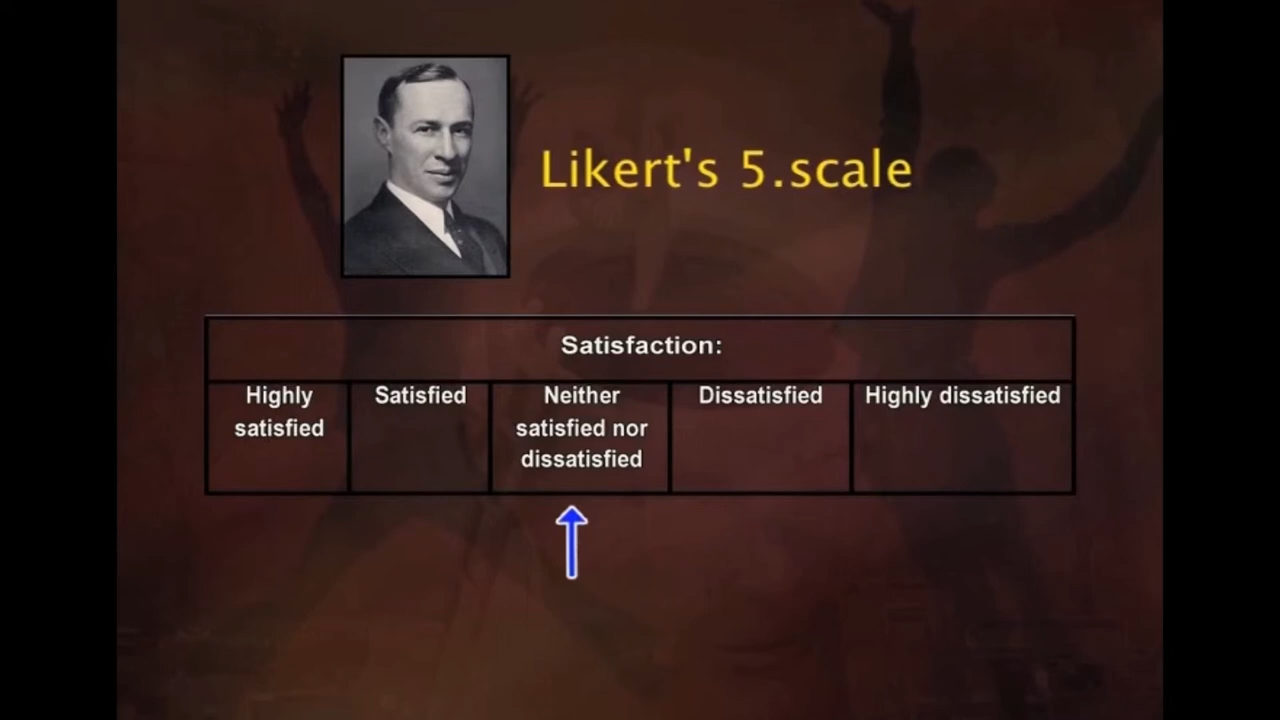 Likert's 5.scale
Satisfaction:
Highly
satisfied
Satisfied
Neither
satisfied nor
dissatisfied
Dissatisfied
Highly dissatisfied